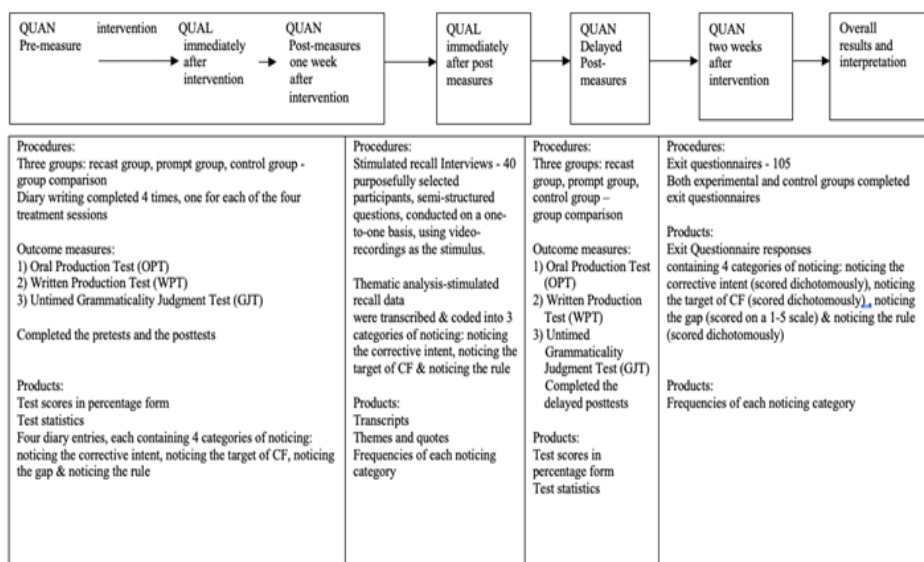 QUAN
Pre-measure
intervention
QUAL
immediately
after
intervention
QUAN
Post-measures
one week
after
intervention
QUAL
immediately
after post
measures
QUAN
Delayed
Post-
measures
QUAN
two weeks
after
intervention
Overall
results and
interpretation
Procedures:
Three groups: recast group, prompt group, control group -
group comparison
Diary writing completed 4 times, one for each of the four
treatment sessions
Outcome measures:
1) Oral Production Test (OPT)
2) Written Production Test (WPT)
3) Untimed Grammaticality Judgment Test (GJT)
Completed the pretests and the posttests
Products:
Test scores in percentage form
Test statistics
Four diary entries, each containing 4 categories of noticing:
noticing the corrective intent, noticing the target of CF, noticing
the gap & noticing the rule
Procedures:
Stimulated recall Interviews - 40
purposefully selected
participants, semi-structured
questions, conducted on a one-
to-one basis, using video-
recordings as the stimulus.
Thematic analysis-stimulated
recall data
were transcribed & coded into 3
categories of noticing: noticing
the corrective intent, noticing the
target of CF & noticing the rule
Products:
Transcripts
Themes and quotes
Frequencies of each noticing
category
Procedures:
Three groups: recast
group, prompt group,
control group –
group comparison
Outcome measures:
1) Oral Production Test
(OPT)
2) Written Production
Test (WPT)
3) Untimed
Grammaticality
Judgment Test (GJT)
Completed the
delayed posttests
Products:
Test scores in
percentage form
Test statistics
Procedures:
Exit questionnaires - 105
Both experimental and control groups completed
exit questionnaires
Products:
Exit Questionnaire responses
containing 4 categories of noticing: noticing the
corrective intent (scored dichotomously), noticing
the target of CF (scored dichotomously), noticing
the gap (scored on a 1-5 scale) & noticing the rule
(scored dichotomously)
Products:
Frequencies of each noticing category